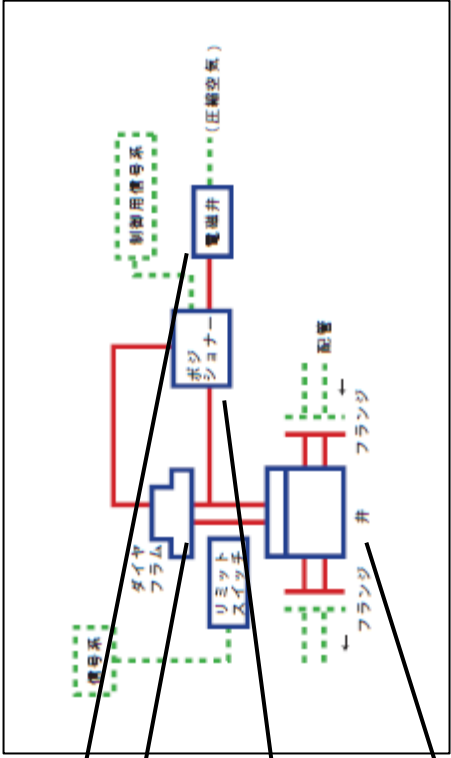 信号系
制御用信号系
ダイヤ
フラム
ポジ
ショナー
電磁弁
(圧縮空気)
リミット
スイッチ
配管
←
→
フランジ
弁
フランジ